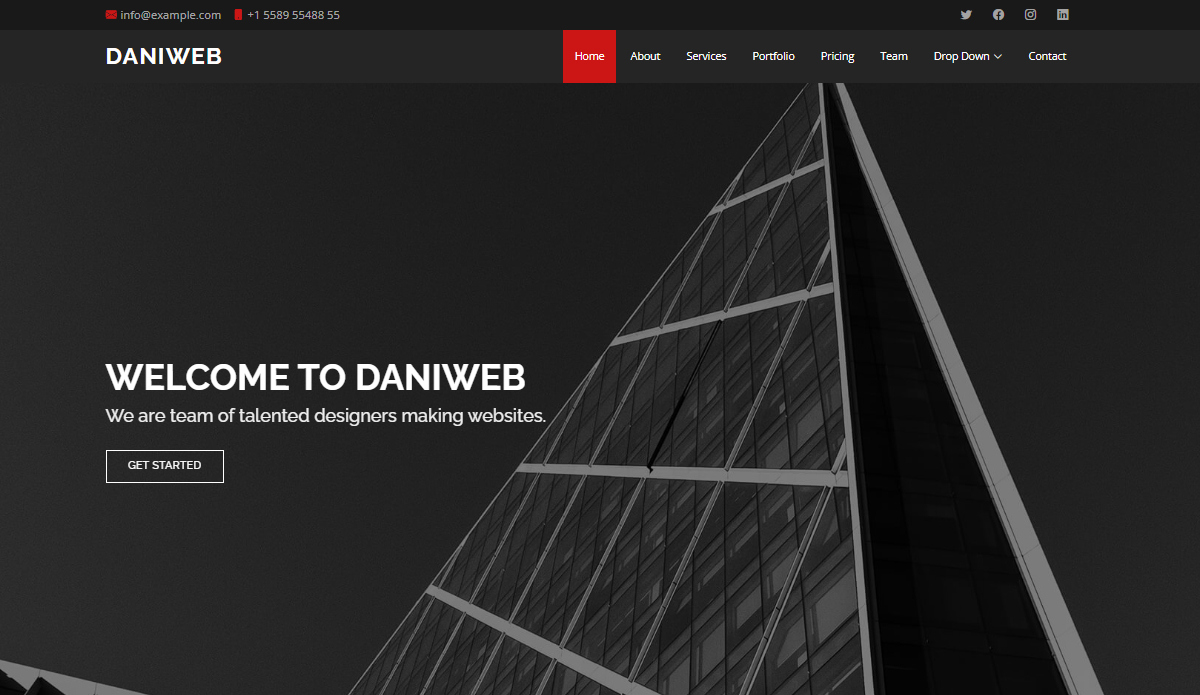 info@example.com +1 5589 55488 55
DANIWEB Home About Services Portfolio Pricing Team Drop Down Contact
WELCOME TO DANIWEB
We are team of talented designers making websites.
GET STARTED